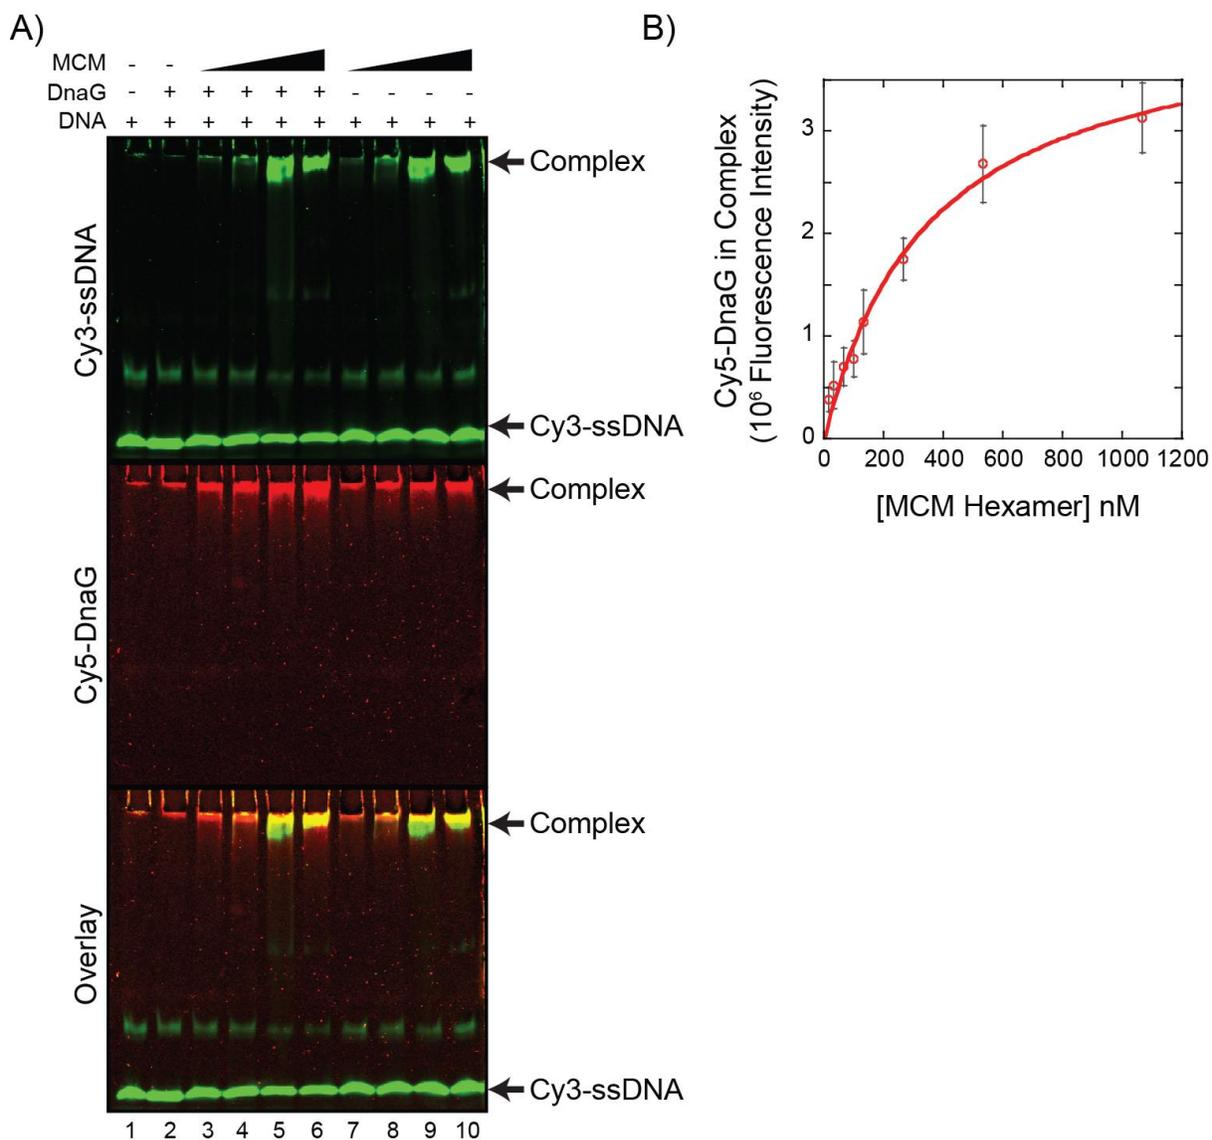 A)
MCM - -
DnaG - + + + + + - - - -
DNA + + + + + + + + + +
Cy3-ssDNA
Complex
Cy3-ssDNA
Cy5-DnaG
Complex
Overlay
Complex
Cy3-ssDNA
1 2 3 4 5 6 7 8 9 10
B)
Cy5-DnaG in Complex
(10⁶ Fluorescence Intensity)
3
2
1
0
0 200 400 600 800 1000 1200
[MCM Hexamer] nM